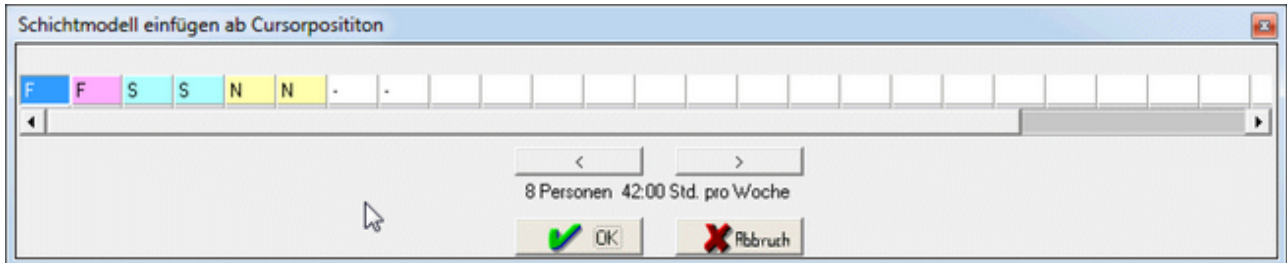 Schichtmodell einfügen ab Cursorposititon
F F S S N N - -
< >
8 Personen 42:00 Std. pro Woche
OK Abbruch